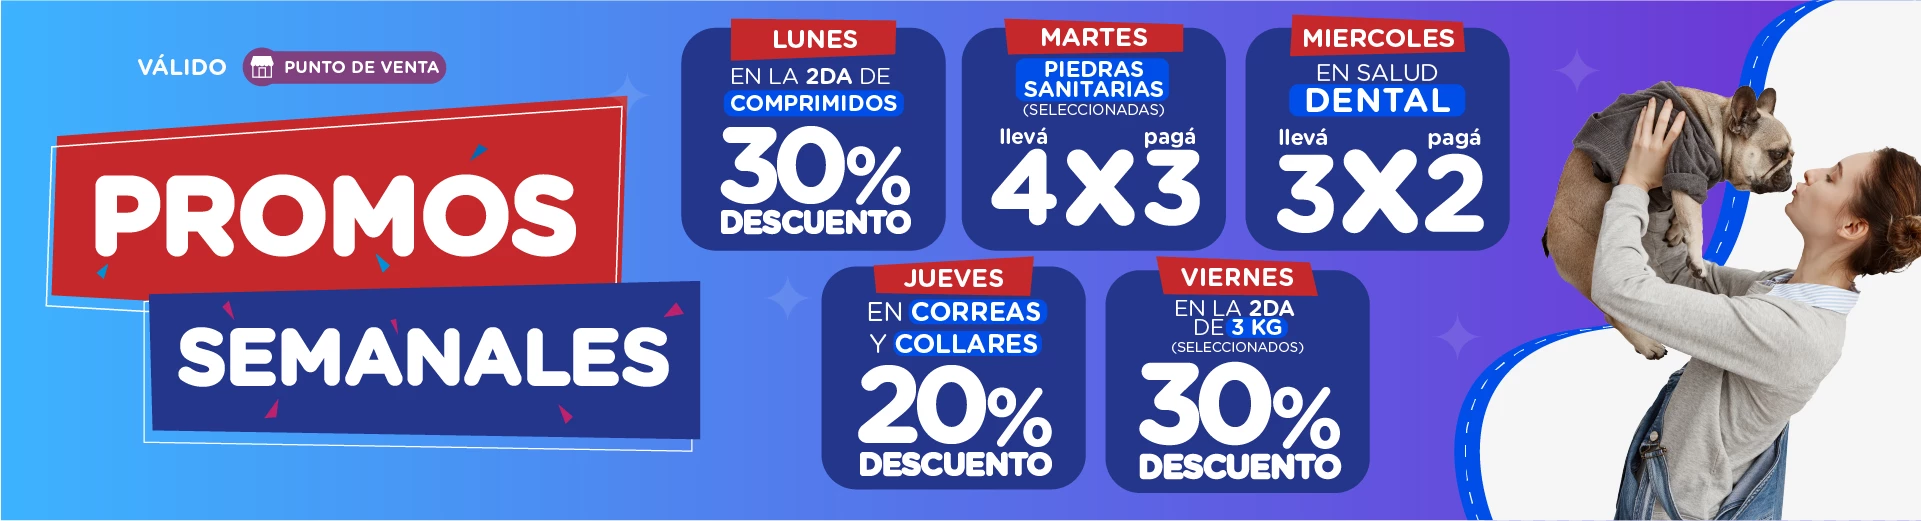 VÁLIDO PUNTO DE VENTA
PROMOS
SEMANALES
LUNES
EN LA 2DA DE
COMPRIMIDOS
30%
DESCUENTO
MARTES
PIEDRAS
SANITARIAS
(SELECCIONADAS)
llevá pagá
4X3
MIERCOLES
EN SALUD
DENTAL
llevá pagá
3X2
JUEVES
EN CORREAS
Y COLLARES
20%
DESCUENTO
VIERNES
EN LA 2DA
DE 3 KG
(SELECCIONADOS)
30%
DESCUENTO